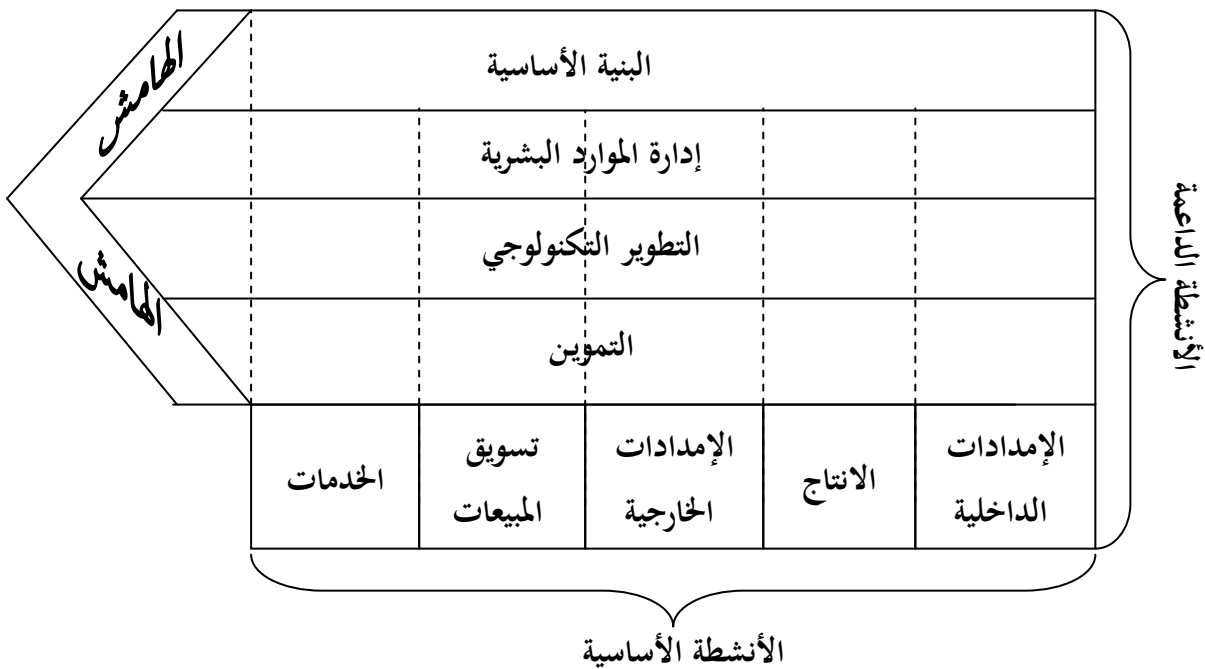 البنية الأساسية
إدارة الموارد البشرية
التطوير التكنولوجي
التموين
الإمدادات
الداخلية
الانتاج
الإمدادات
الخارجية
تسويق
المبيعات
الخدمات
الأنشطة الداعمة
الأنشطة الأساسية
الهامش
الهامش